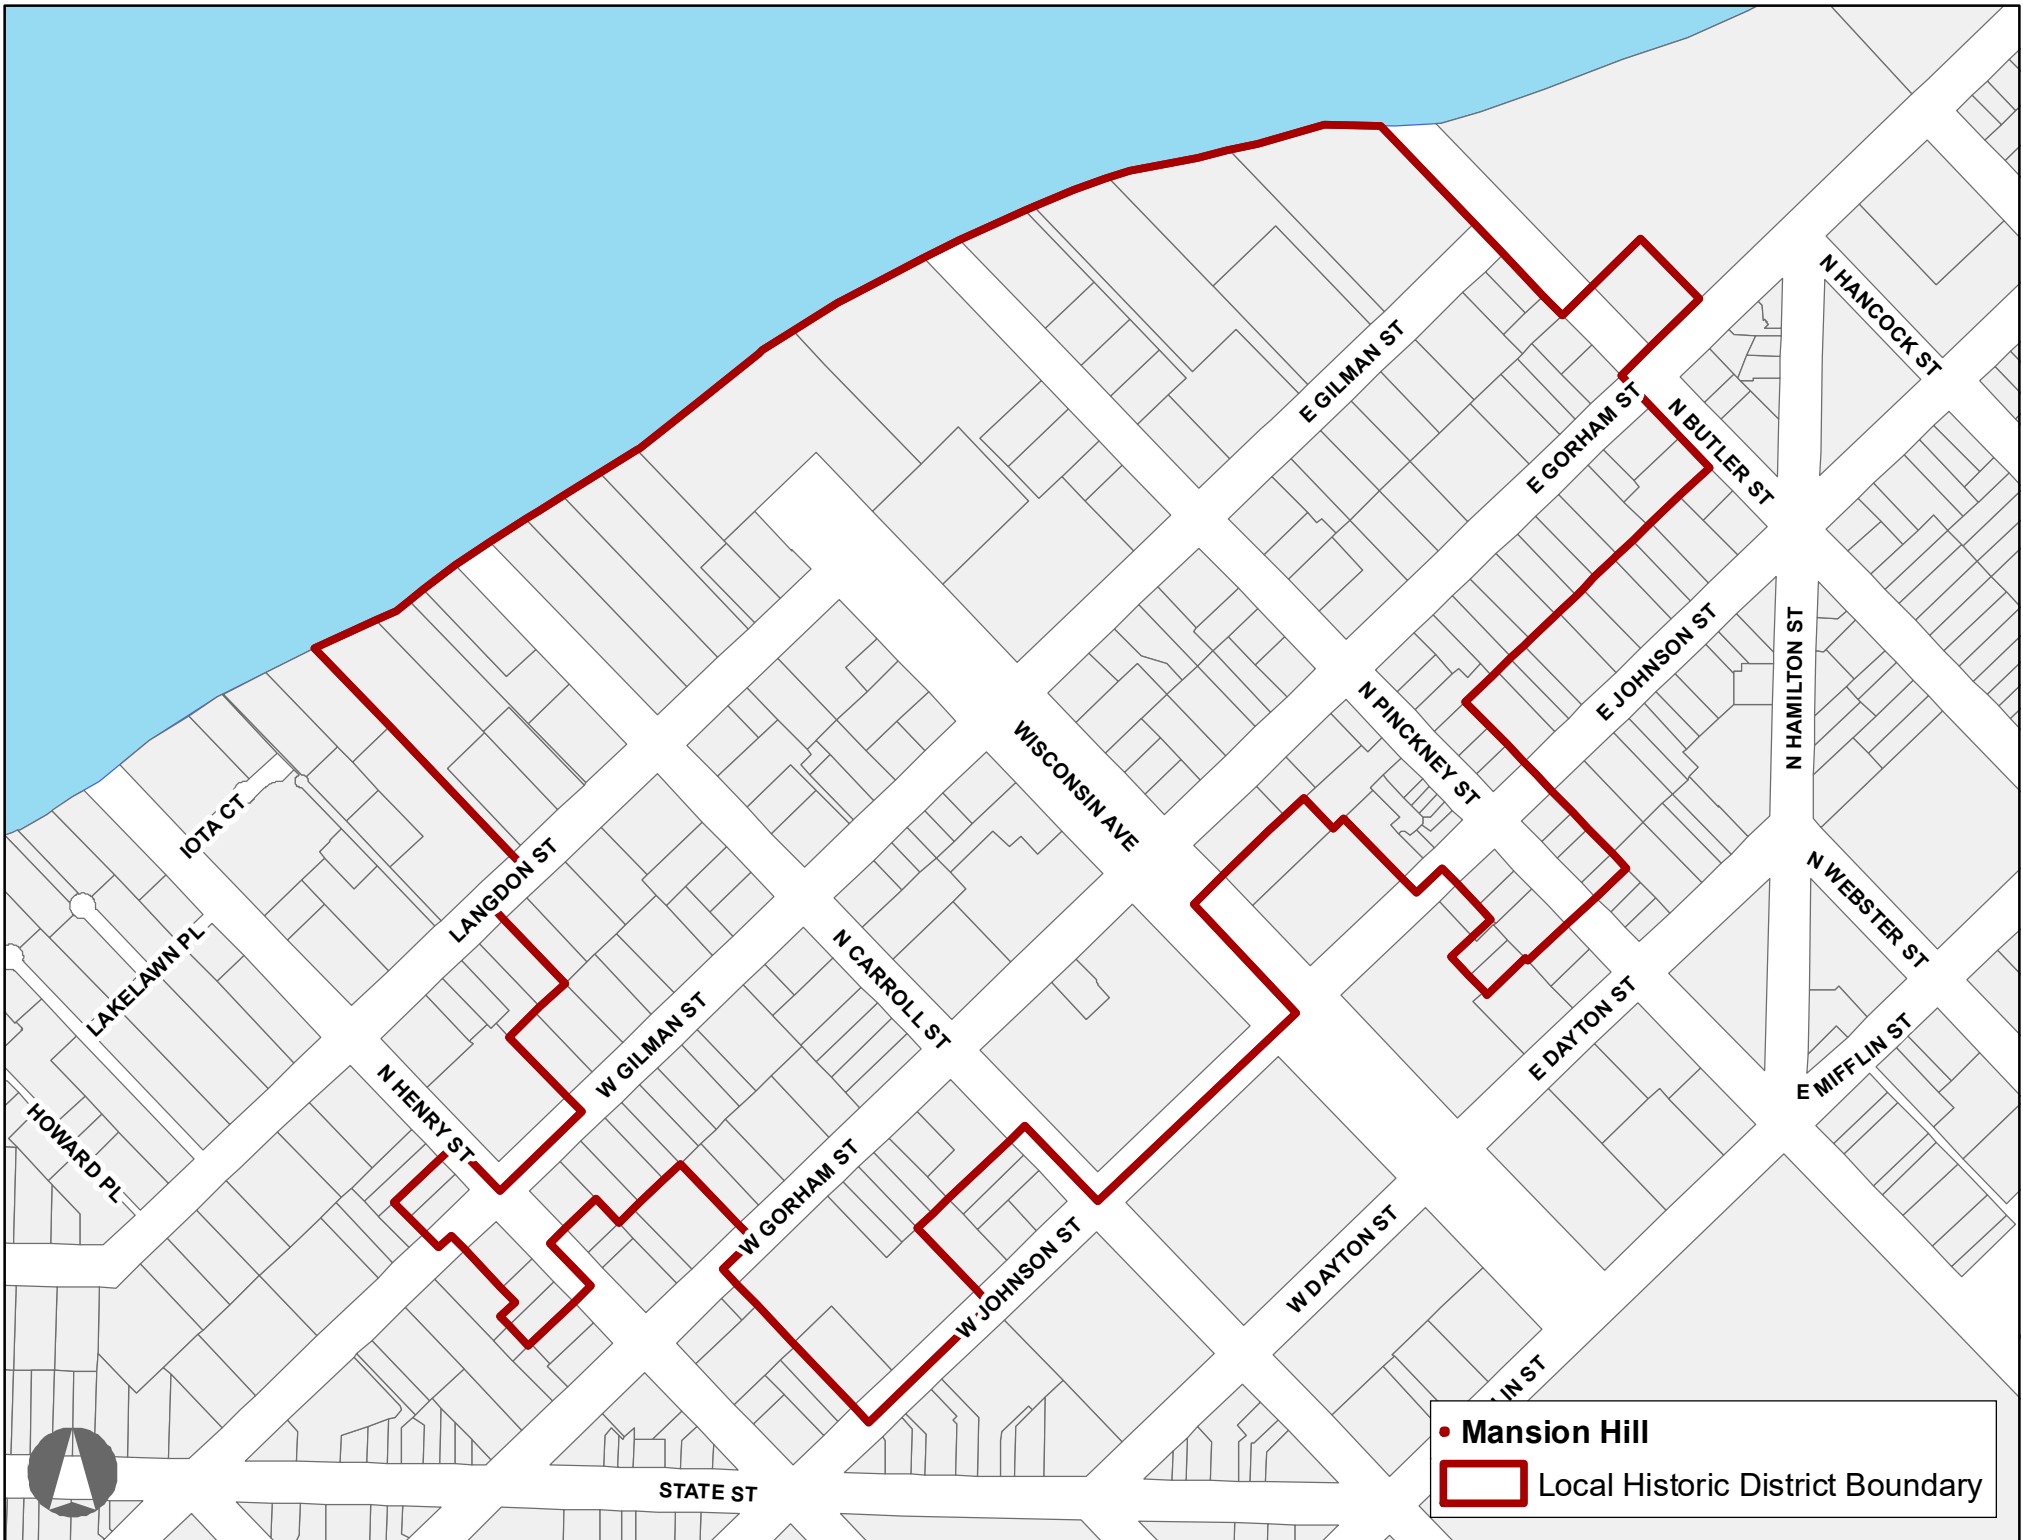 N HANCOCK ST
E GILMAN ST
E GORHAM ST
N BUTLER ST
E JOHNSON ST
N HAMILTON ST
N PINCKNEY ST
WISCONSIN AVE
IOTA CT
LANGDON ST
LAKELAWN PL
N CARROLL ST
N WEBSTER ST
W GILMAN ST
E DAYTON ST
E MIFFLIN ST
N HENRY ST
HOWARD PL
W GORHAM ST
W JOHNSON ST
W DAYTON ST
LIN ST
STATE ST
Mansion Hill
Local Historic District Boundary